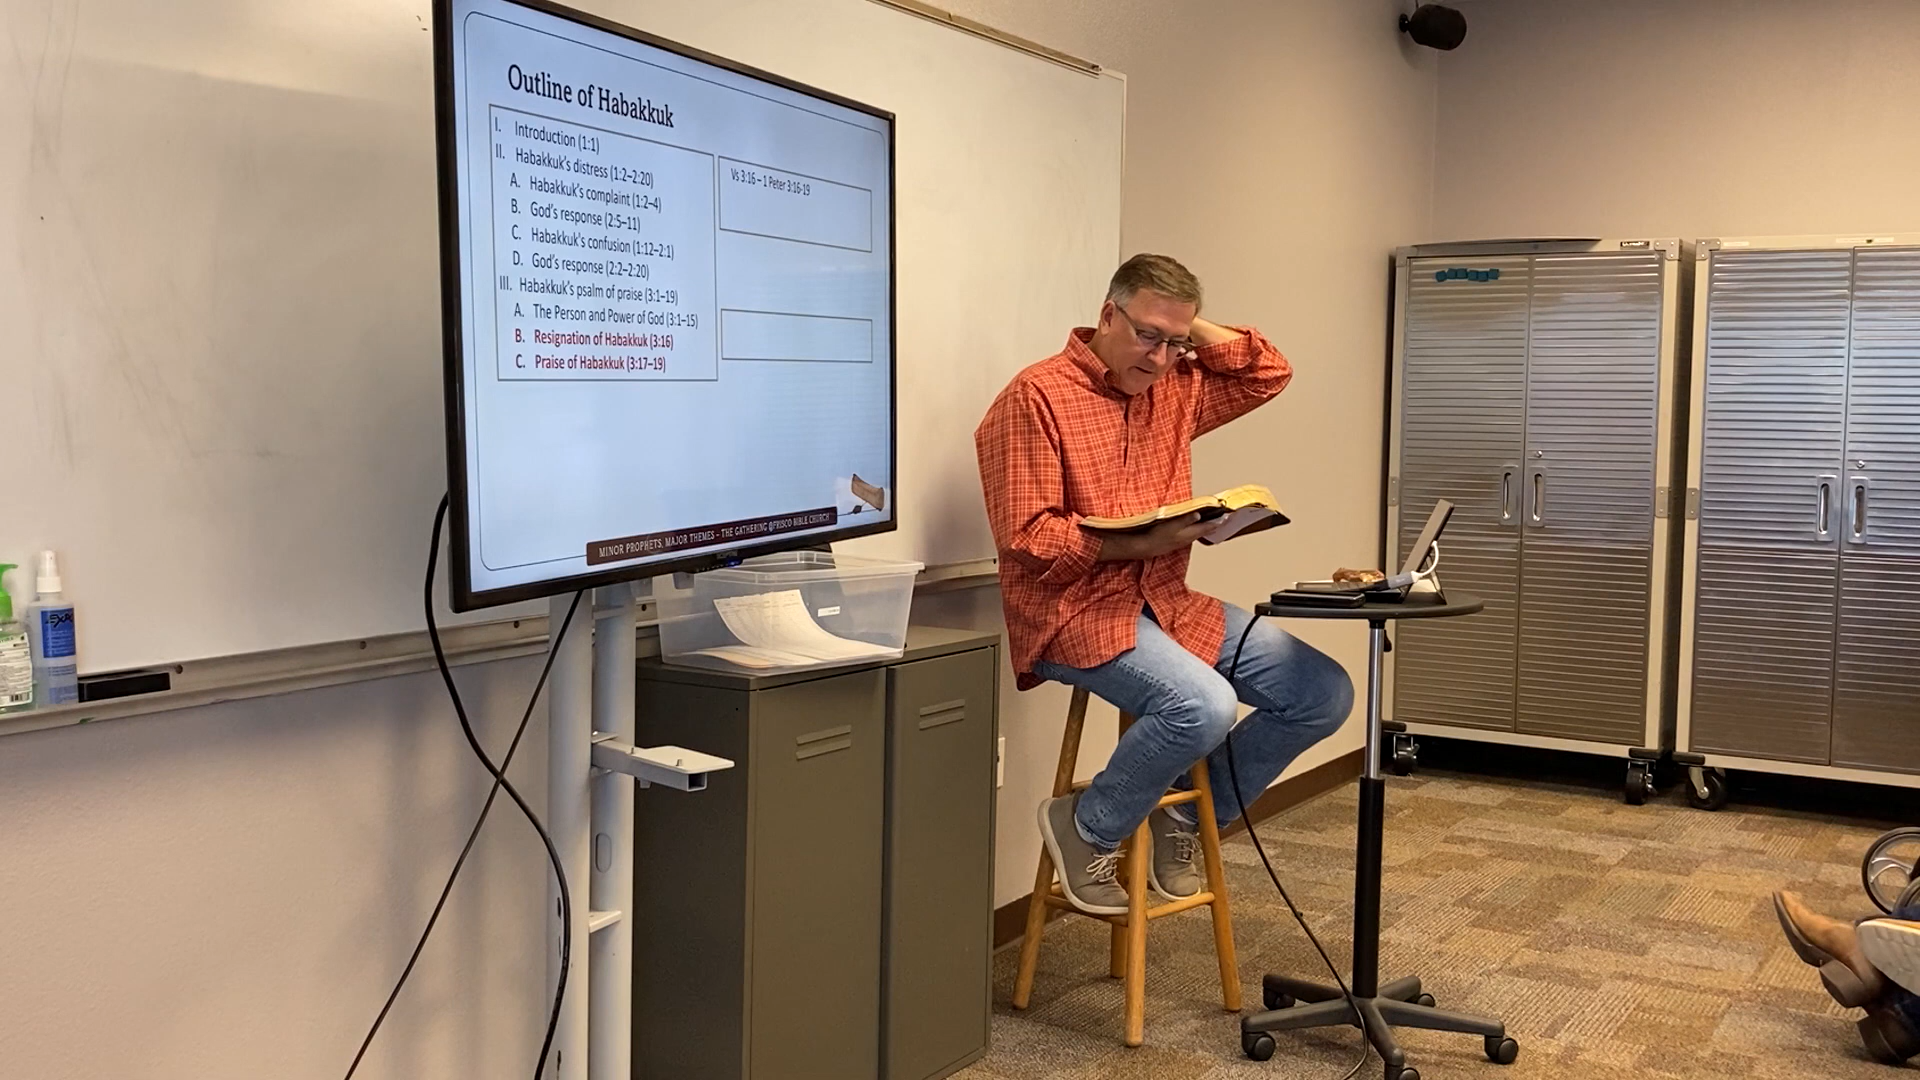 Outline of Habakkuk
I. Introduction (1:1)
II. Habakkuk's distress (1:2–2:20)
A. Habakkuk's complaint (1:2–4)
B. God's response (2:5–11)
C. Habakkuk's confusion (1:12–2:1)
D. God's response (2:2–2:20)
III. Habakkuk's psalm of praise (3:1–19)
A. The Person and Power of God (3:1–15)
B. Resignation of Habakkuk (3:16)
C. Praise of Habakkuk (3:17–19)
Vs 3:16 – 1 Peter 3:16-19
MINOR PROPHETS, MAJOR THEMES – THE GATHERING @FRISCO BIBLE CHURCH
EXPO